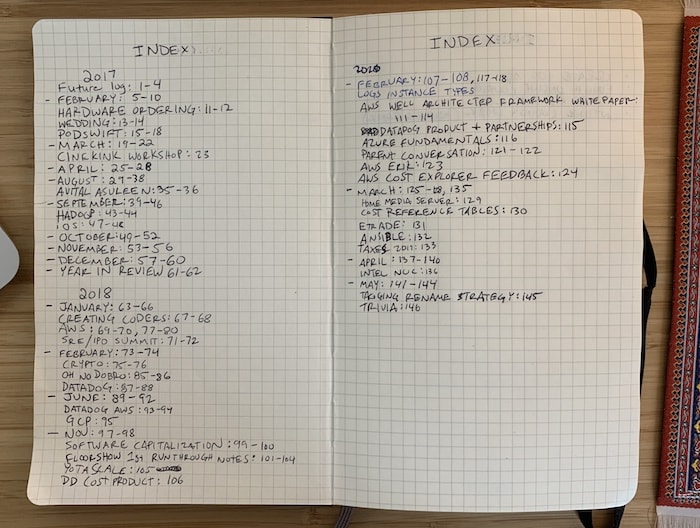 INDEX
2017
Future log: 1-4
- FEBRUARY: 5-10
HARDWARE ORDERING: 11-12
WEDDING: 13-14
PODSWIFT: 15-18
- MARCH: 19-22
CINEKINK WORKSHOP: 23
- APRIL: 25-28
- AUGUST: 29-38
AVITAL ASULEEN: 35-36
- SEPTEMBER: 39-46
HADOOP: 43-44
iOS: 47-48
- OCTOBER: 49-52
- NOVEMBER: 53-56
- DECEMBER: 57-60
- YEAR IN REVIEW 61-62
2018
- JANUARY: 63-66
CREATING CODERS: 67-68
AWS: 69-70, 77-80
SRE/IPO SUMMIT: 71-72
- FEBRUARY: 73-74
CRYPTO: 75-76
OH NO DOBRO: 85-86
DATADOG: 87-88
- JUNE: 89-92
DATADOG AWS: 93-94
GCP: 95
- NOV: 97-98
SOFTWARE CAPITALIZATION: 99-100
FLOORSHOW 1st RUNTHROUGH NOTES: 101-104
YOTASCALE: 105
DD COST PRODUCT: 106
INDEX
2020
- FEBRUARY: 107-108, 117-118
INSTANCE TYPES
AWS WELL ARCHITECTED FRAMEWORK WHITEPAPER:
111-114
DATADOG PRODUCT + PARTNERSHIPS: 115
AZURE FUNDAMENTALS: 116
PARENT CONVERSATION: 121-122
AWS ERIK: 123
AWS COST EXPLORER FEEDBACK: 124
- MARCH: 125-128, 135
HOME MEDIA SERVER: 129
COST REFERENCE TABLES: 130
ETRADE: 131
ANSIBLE: 132
TAXES 2019: 133
- APRIL: 137-140
INTEL NUC: 136
- MAY: 141-144
TAGGING RENAME STRATEGY: 145
TRIVIA: 146